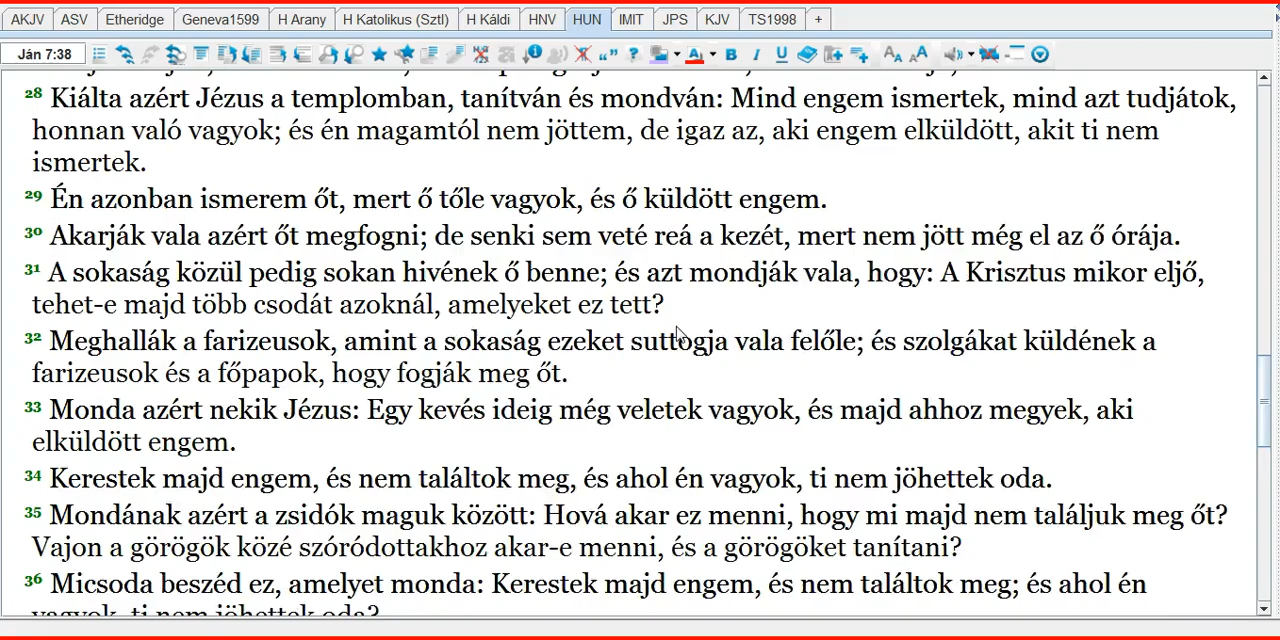 AKJV ASV Etheridge Geneva1599 H Arany H Katolikus (Sztl) H Káldi HNV HUN IMIT JPS KJV TS1998 +
Ján 7:38
28 Kiálta azért Jézus a templomban, tanítván és mondván: Mind engem ismertek, mind azt tudjátok,
honnan való vagyok; és én magamtól nem jöttem, de igaz az, aki engem elküldött, akit ti nem
ismertek.
29 Én azonban ismerem őt, mert ő tőle vagyok, és ő küldött engem.
30 Akarják vala azért őt megfogni; de senki sem veté reá a kezét, mert nem jött még el az ő órája.
31 A sokaság közül pedig sokan hivének ő benne; és azt mondják vala, hogy: A Krisztus mikor eljő,
tehet-e majd több csodát azoknál, amelyeket ez tett?
32 Meghallák a farizeusok, amint a sokaság ezeket suttogja vala felőle; és szolgákat küldének a
farizeusok és a főpapok, hogy fogják meg őt.
33 Monda azért nekik Jézus: Egy kevés ideig még veletek vagyok, és majd ahhoz megyek, aki
elküldött engem.
34 Kerestek majd engem, és nem találtok meg, és ahol én vagyok, ti nem jöhettek oda.
35 Mondának azért a zsidók maguk között: Hová akar ez menni, hogy mi majd nem találjuk meg őt?
Vajon a görögök közé szóródottakhoz akar-e menni, és a görögöket tanítani?
36 Micsoda beszéd ez, amelyet monda: Kerestek majd engem, és nem találtok meg; és ahol én
vagyok, ti nem jöhettek oda?